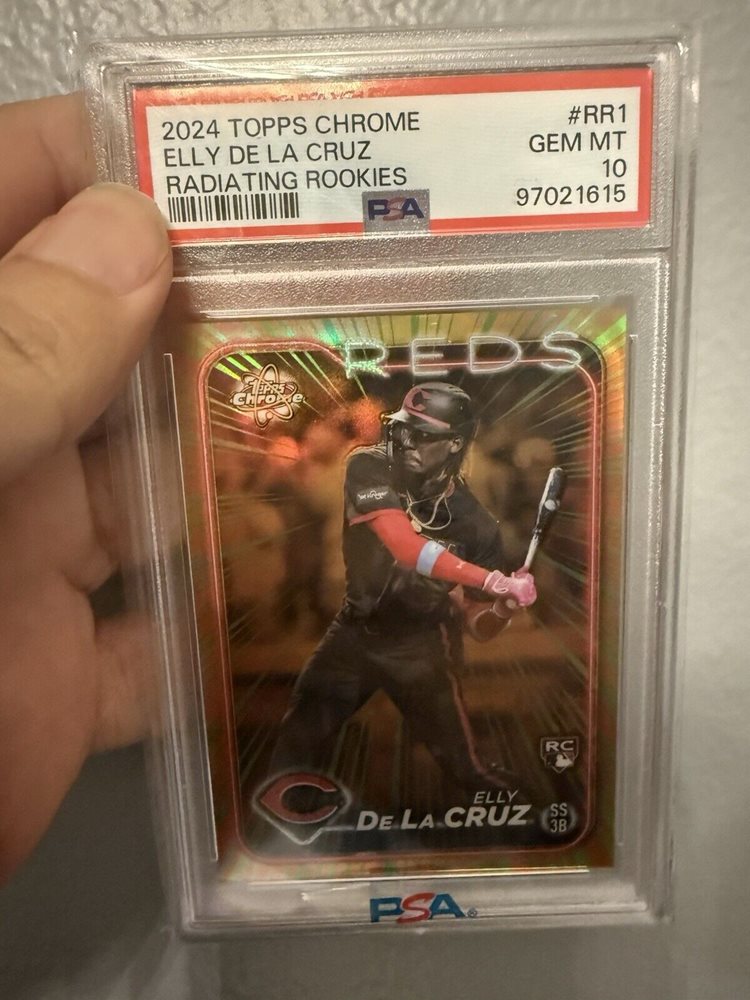 2024 TOPPS CHROME #RR1
ELLY DE LA CRUZ GEM MT
RADIATING ROOKIES 10
PSA 97021615
REDS
Topps
Chrome
C
RC
ELLY
DE LA CRUZ
SS
3B
C
PSA